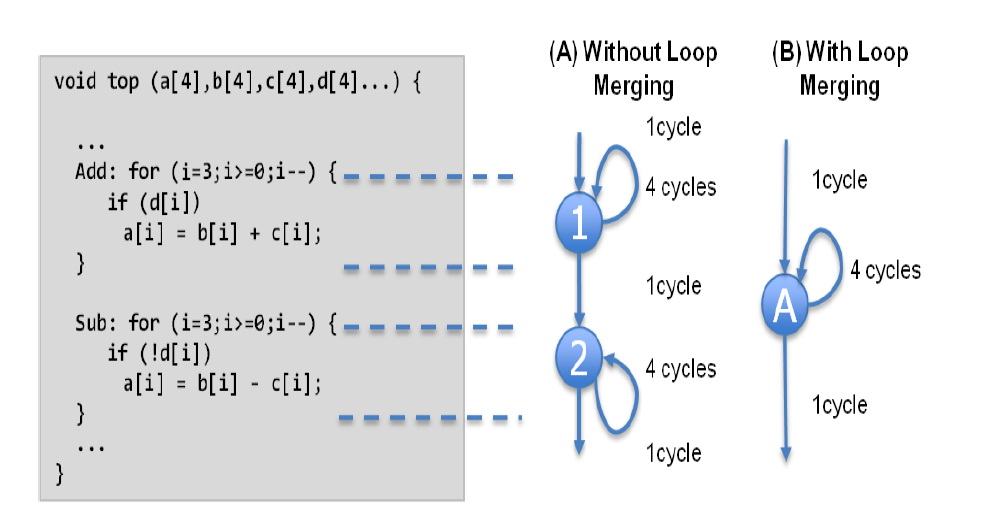 void top (a[4],b[4],c[4],d[4]...) {
...
Add: for (i=3;i>=0;i--) {
if (d[i])
a[i] = b[i] + c[i];
}
Sub: for (i=3;i>=0;i--) {
if (!d[i])
a[i] = b[i] - c[i];
}
...
}
(A) Without Loop
Merging
1cycle
4 cycles
1
1cycle
2
4 cycles
1cycle
(B) With Loop
Merging
1cycle
4 cycles
A
1cycle